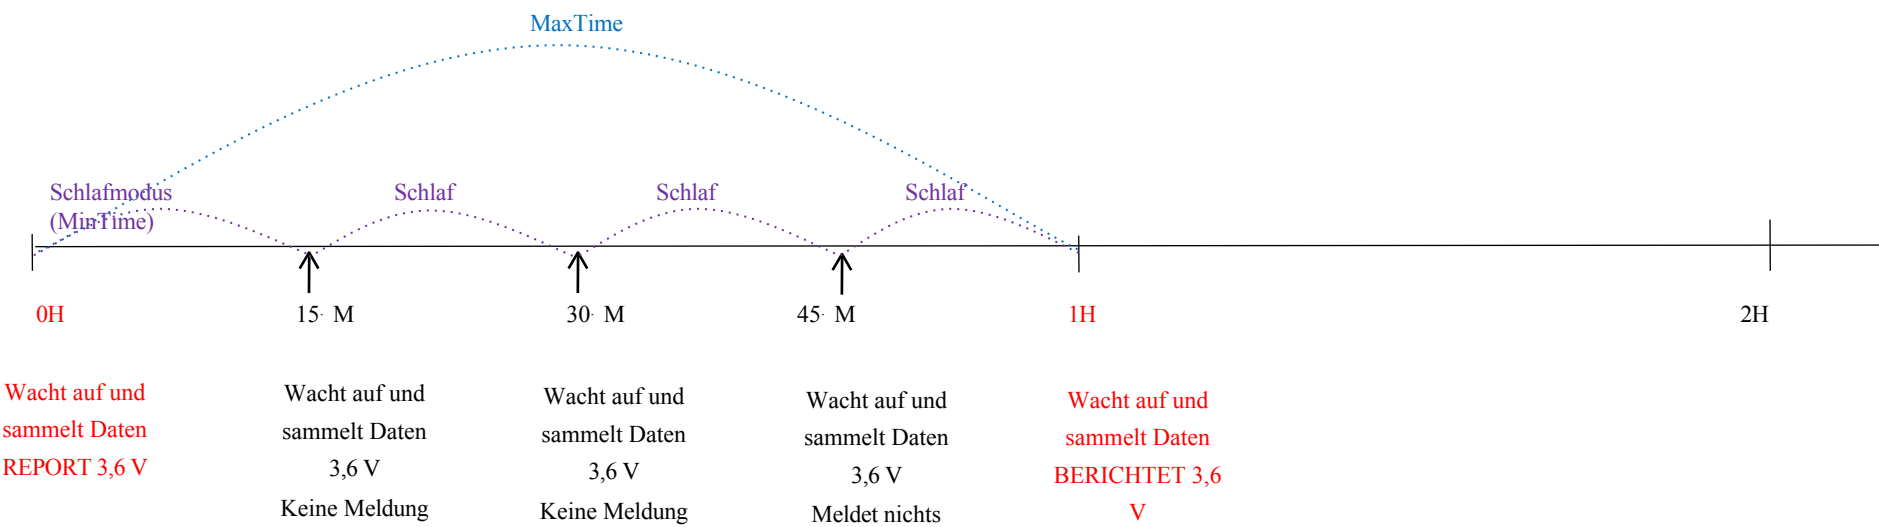 MaxTime
Schlafmodus
(MinTime)
Schlaf
Schlaf
Schlaf
0H
15 M
30 M
45 M
1H
2H
Wacht auf und
sammelt Daten
REPORT 3,6 V
Wacht auf und
sammelt Daten
3,6 V
Keine Meldung
Wacht auf und
sammelt Daten
3,6 V
Keine Meldung
Wacht auf und
sammelt Daten
3,6 V
Meldet nichts
Wacht auf und
sammelt Daten
BERICHTET 3,6
V